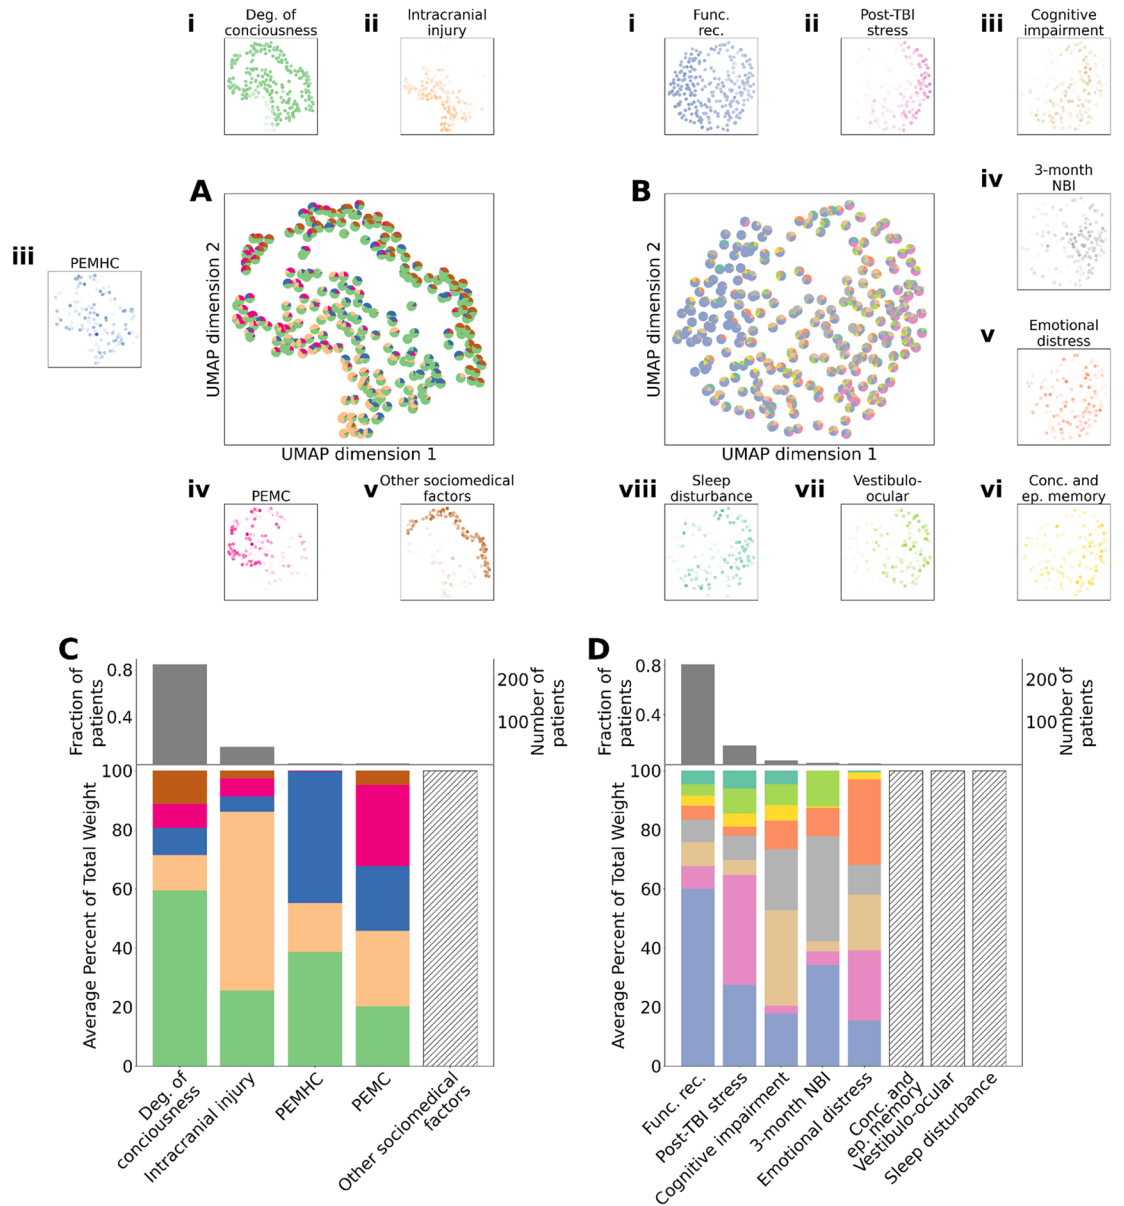 i
Deg. of
conciousness
ii
Intracranial
injury
i
Func.
rec.
ii
Post-TBI
stress
iii
Cognitive
impairment
A
UMAP dimension 2
UMAP dimension 1
B
UMAP dimension 2
UMAP dimension 1
iv
3-month
NBI
iii
PEMHC
v
Emotional
distress
iv
PEMC
v
Other sociomedical
factors
viii
Sleep
disturbance
vii
Vestibulo-
ocular
vi
Conc. and
ep. memory
C
Fraction of
patients
0.8
0.4
200
100
Number of
patients
Average Percent of Total Weight
100
80
60
40
20
0
Deg. of
conciousness
Intracranial injury
PEMHC
PEMC
Other sociomedical
factors
D
Fraction of
patients
0.8
0.4
200
100
Number of
patients
Average Percent of Total Weight
100
80
60
40
20
0
Func. rec.
Post-TBI stress
Cognitive impairment
3-month NBI
Emotional distress
Conc. and
ep. memory
Vestibulo-ocular
Sleep disturbance